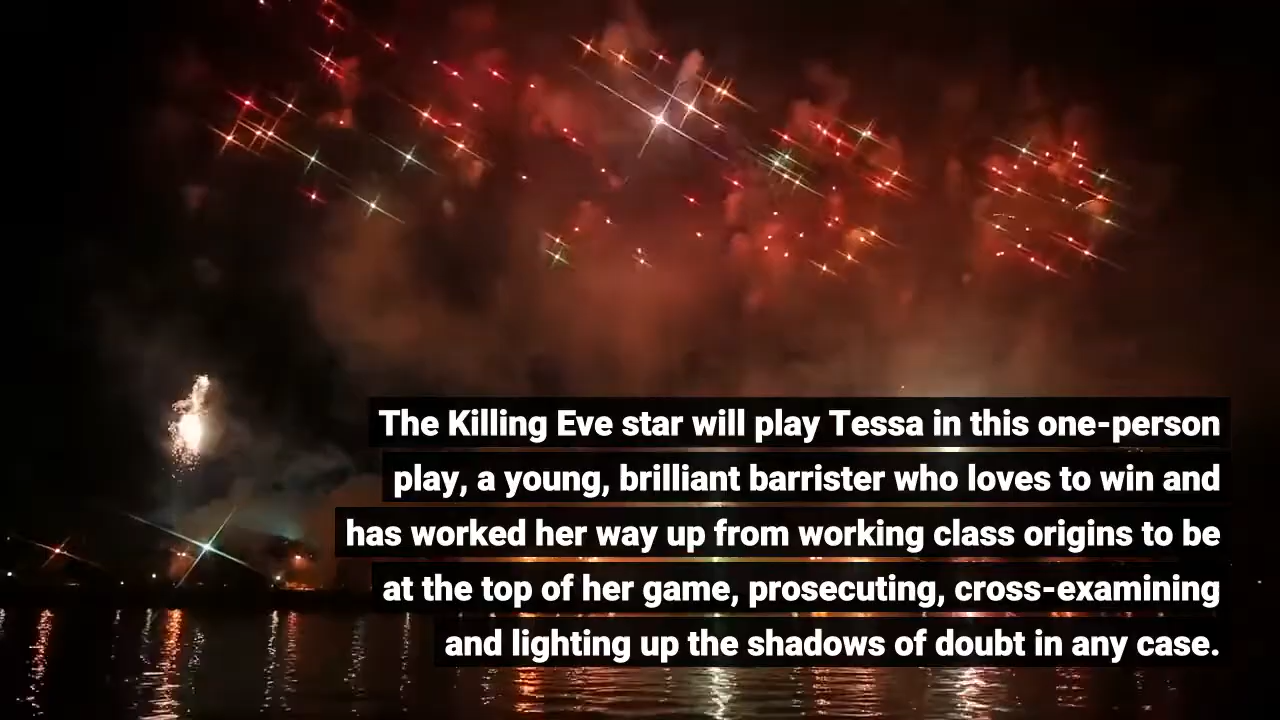 The Killing Eve star will play Tessa in this one-person
play, a young, brilliant barrister who loves to win and
has worked her way up from working class origins to be
at the top of her game, prosecuting, cross-examining
and lighting up the shadows of doubt in any case.